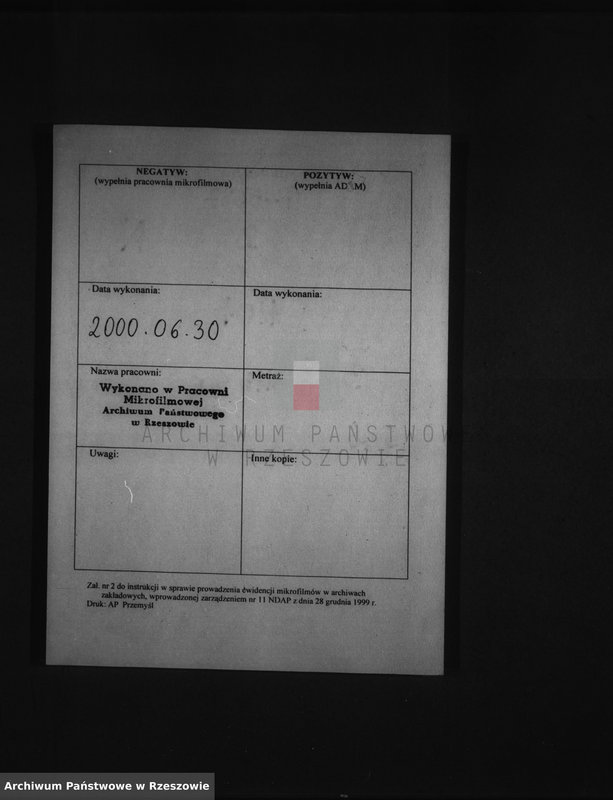 NEGATYW:
(wypełnia pracownia mikrofilmowa)
POZYTYW:
(wypełnia AD M)
Data wykonania:
2000.06.30
Data wykonania:
Nazwa pracowni:
Wykonano w Pracowni
Mikrofilmowej
Archiwum Państwowego
w Rzeszowie
Metraż:
ARCHIWUM PAŃSTWOWE
W RZESZOWIE
Uwagi:
Inne kopie:
Zał. nr 2 do instrukcji w sprawie prowadzenia ewidencji mikrofilmów w archiwach
zakładowych, wprowadzonej zarządzeniem nr 11 NDAP z dnia 28 grudnia 1999 r.
Druk: AP Przemyśl
Archiwum Państwowe w Rzeszowie